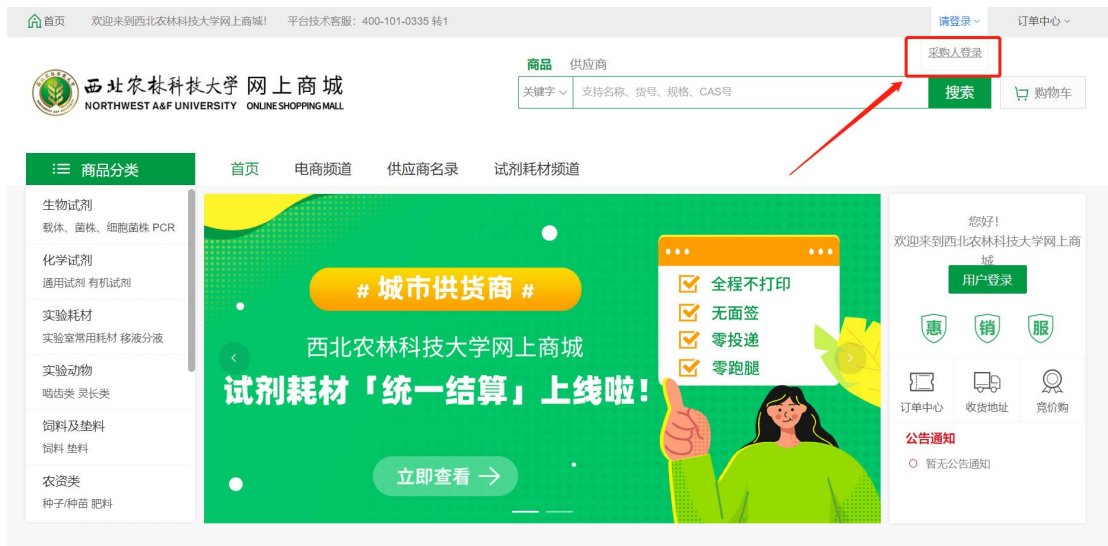 首页 欢迎来到西北农林科技大学网上商城! 平台技术客服：400-101-0335 转1 请登录 订单中心
采购人登录
西北农林科技大学 网上商城
NORTHWEST A&F UNIVERSITY ONLINE SHOPPING MALL
商品 供应商
关键字 支持名称、货号、规格、CAS号 搜索 购物车
商品分类 首页 电商频道 供应商名录 试剂耗材频道
生物试剂
载体、菌株、细胞菌株 PCR
化学试剂
通用试剂 有机试剂
实验耗材
实验室常用耗材 移液分液
实验动物
啮齿类 灵长类
饲料及垫料
饲料 垫料
农资类
种子/种苗 肥料
# 城市供货商 #
西北农林科技大学网上商城
试剂耗材「统一结算」上线啦！
立即查看
全程不打印
无面签
零投递
零跑腿
您好!
欢迎来到西北农林科技大学网上商
城
用户登录
惠 销 服
订单中心 收货地址 竞价购
公告通知
暂无公告通知